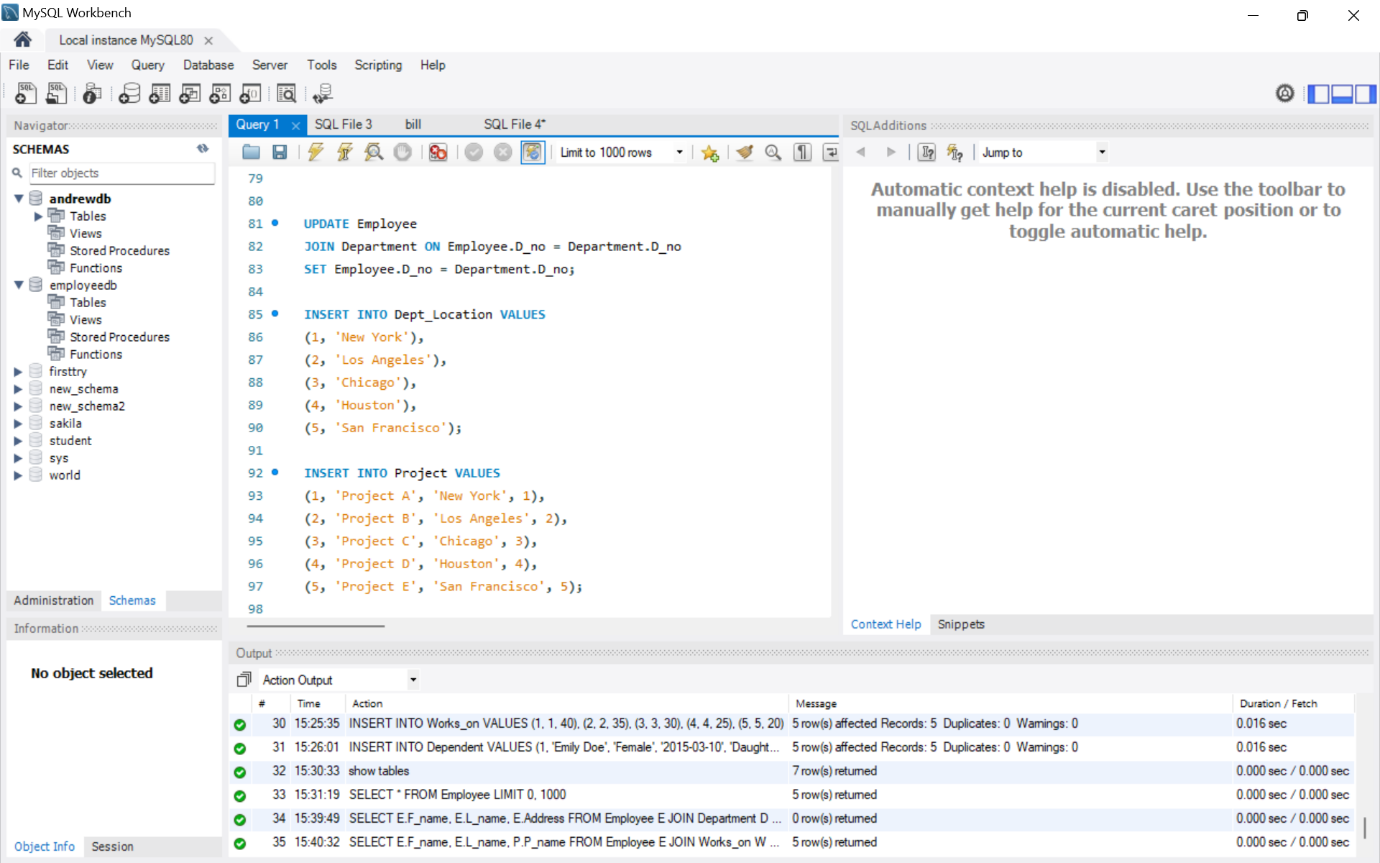 MySQL Workbench
Local instance MySQL80
File Edit View Query Database Server Tools Scripting Help
Navigator
SCHEMAS
Filter objects
andrewdb
Tables
Views
Stored Procedures
Functions
employeedb
Tables
Views
Stored Procedures
Functions
firsttry
new_schema
new_schema2
sakila
student
sys
world
Administration Schemas
Information
No object selected
Object Info Session
Query 1 SQL File 3 bill SQL File 4*
Limit to 1000 rows
79
80
81 UPDATE Employee
82 JOIN Department ON Employee.D_no = Department.D_no
83 SET Employee.D_no = Department.D_no;
84
85 INSERT INTO Dept_Location VALUES
86 (1, 'New York'),
87 (2, 'Los Angeles'),
88 (3, 'Chicago'),
89 (4, 'Houston'),
90 (5, 'San Francisco');
91
92 INSERT INTO Project VALUES
93 (1, 'Project A', 'New York', 1),
94 (2, 'Project B', 'Los Angeles', 2),
95 (3, 'Project C', 'Chicago', 3),
96 (4, 'Project D', 'Houston', 4),
97 (5, 'Project E', 'San Francisco', 5);
98
SQLAdditions
Jump to
Automatic context help is disabled. Use the toolbar to
manually get help for the current caret position or to
toggle automatic help.
Context Help Snippets
Output
Action Output
# Time Action Message Duration / Fetch
30 15:25:35 INSERT INTO Works_on VALUES (1, 1, 40), (2, 2, 35), (3, 3, 30), (4, 4, 25), (5, 5, 20) 5 row(s) affected Records: 5 Duplicates: 0 Warnings: 0 0.016 sec
31 15:26:01 INSERT INTO Dependent VALUES (1, 'Emily Doe', 'Female', '2015-03-10', 'Daught... 5 row(s) affected Records: 5 Duplicates: 0 Warnings: 0 0.016 sec
32 15:30:33 show tables 7 row(s) returned 0.000 sec / 0.000 sec
33 15:31:19 SELECT * FROM Employee LIMIT 0, 1000 5 row(s) returned 0.000 sec / 0.000 sec
34 15:39:49 SELECT E.F_name, E.L_name, E.Address FROM Employee E JOIN Department D ... 0 row(s) returned 0.000 sec / 0.000 sec
35 15:40:32 SELECT E.F_name, E.L_name, P.P_name FROM Employee E JOIN Works_on W ... 5 row(s) returned 0.000 sec / 0.000 sec